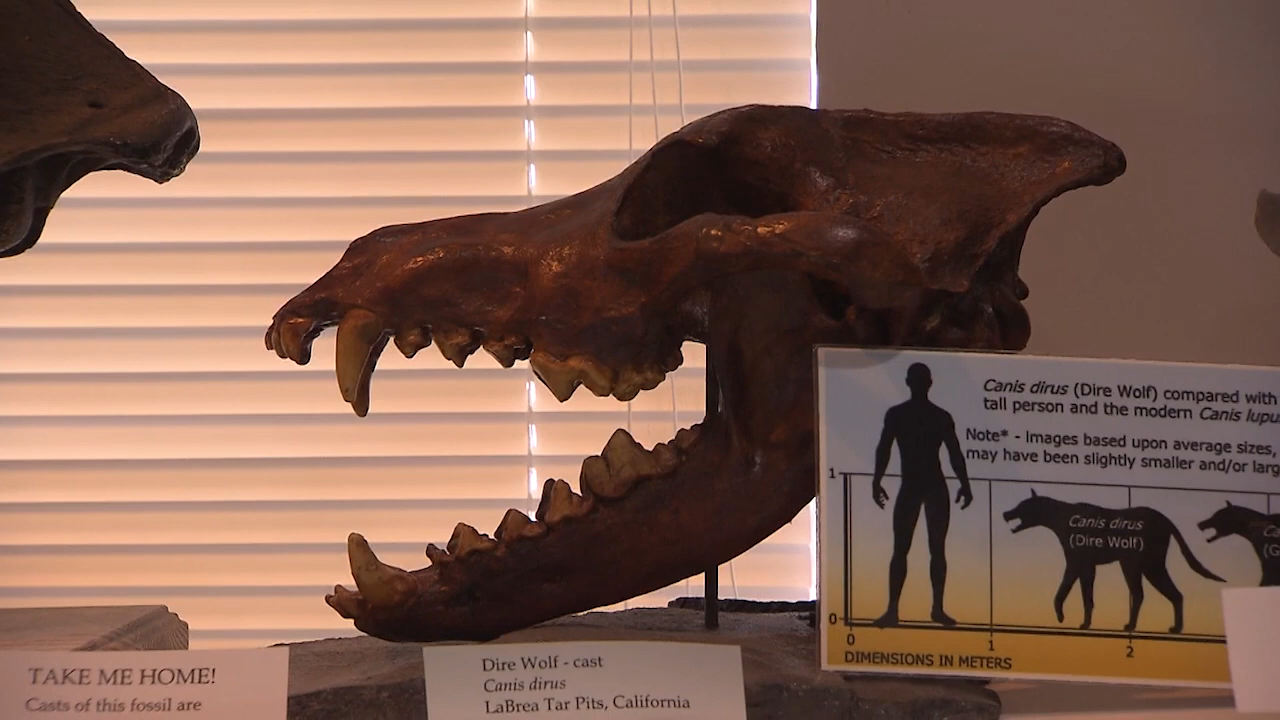 Canis dirus (Dire Wolf) compared with
tall person and the modern Canis
Note* - Images based upon average sizes,
may have been slightly smaller and/or
1
Canis dirus
(Dire Wolf)
0
0 1 2
DIMENSIONS IN METERS
TAKE ME HOME!
Casts of this fossil are
Dire Wolf - cast
Canis dirus
LaBrea Tar Pits, California